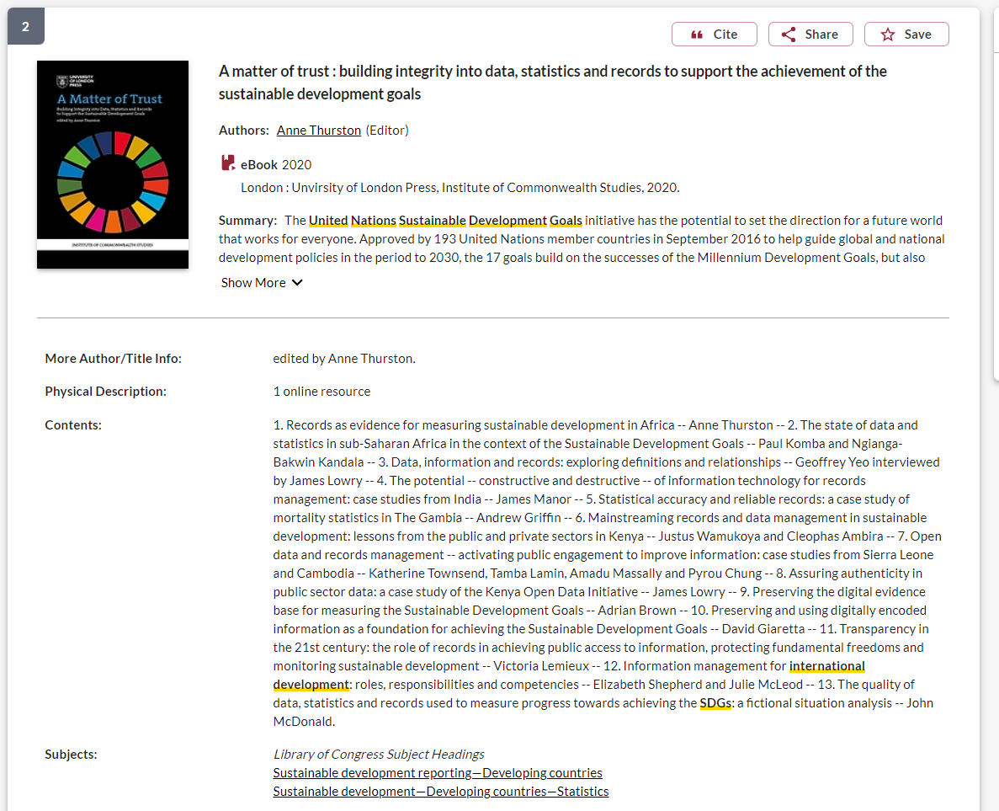 2
Cite
Share
Save
UNIVERSITY
OF LONDON
PRESS
A Matter of Trust
Building Integrity into Data, Statistics and Records
to Support the Sustainable Development Goals
edited by Anne Thurston
INSTITUTE OF COMMONWEALTH STUDIES
A matter of trust : building integrity into data, statistics and records to support the achievement of the
sustainable development goals
Authors: Anne Thurston (Editor)
eBook 2020
London : Unvirsity of London Press, Institute of Commonwealth Studies, 2020.
Summary: The United Nations Sustainable Development Goals initiative has the potential to set the direction for a future world
that works for everyone. Approved by 193 United Nations member countries in September 2016 to help guide global and national
development policies in the period to 2030, the 17 goals build on the successes of the Millennium Development Goals, but also
Show More
More Author/Title Info: edited by Anne Thurston.
Physical Description: 1 online resource
Contents: 1. Records as evidence for measuring sustainable development in Africa -- Anne Thurston -- 2. The state of data and
statistics in sub-Saharan Africa in the context of the Sustainable Development Goals -- Paul Komba and Ngianga-
Bakwin Kandala -- 3. Data, information and records: exploring definitions and relationships -- Geoffrey Yeo interviewed
by James Lowry -- 4. The potential -- constructive and destructive -- of information technology for records
management: case studies from India -- James Manor -- 5. Statistical accuracy and reliable records: a case study of
mortality statistics in The Gambia -- Andrew Griffin -- 6. Mainstreaming records and data management in sustainable
development: lessons from the public and private sectors in Kenya -- Justus Wamukoya and Cleophas Ambira -- 7. Open
data and records management -- activating public engagement to improve information: case studies from Sierra Leone
and Cambodia -- Katherine Townsend, Tamba Lamin, Amadu Massally and Pyrou Chung -- 8. Assuring authenticity in
public sector data: a case study of the Kenya Open Data Initiative -- James Lowry -- 9. Preserving the digital evidence
base for measuring the Sustainable Development Goals -- Adrian Brown -- 10. Preserving and using digitally encoded
information as a foundation for achieving the Sustainable Development Goals -- David Giaretta -- 11. Transparency in
the 21st century: the role of records in achieving public access to information, protecting fundamental freedoms and
monitoring sustainable development -- Victoria Lemieux -- 12. Information management for international
development: roles, responsibilities and competencies -- Elizabeth Shepherd and Julie McLeod -- 13. The quality of
data, statistics and records used to measure progress towards achieving the SDGs: a fictional situation analysis -- John
McDonald.
Subjects: Library of Congress Subject Headings
Sustainable development reporting—Developing countries
Sustainable development—Developing countries—Statistics